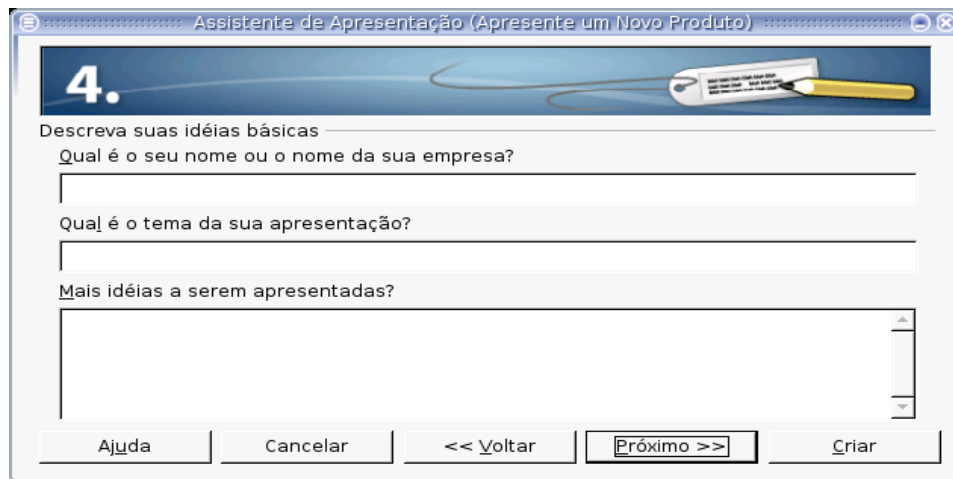 Assistente de Apresentação (Apresente um Novo Produto)
4.
Descreva suas idéias básicas
Qual é o seu nome ou o nome da sua empresa?
Qual é o tema da sua apresentação?
Mais idéias a serem apresentadas?
Ajuda Cancelar << Voltar Próximo >> Criar